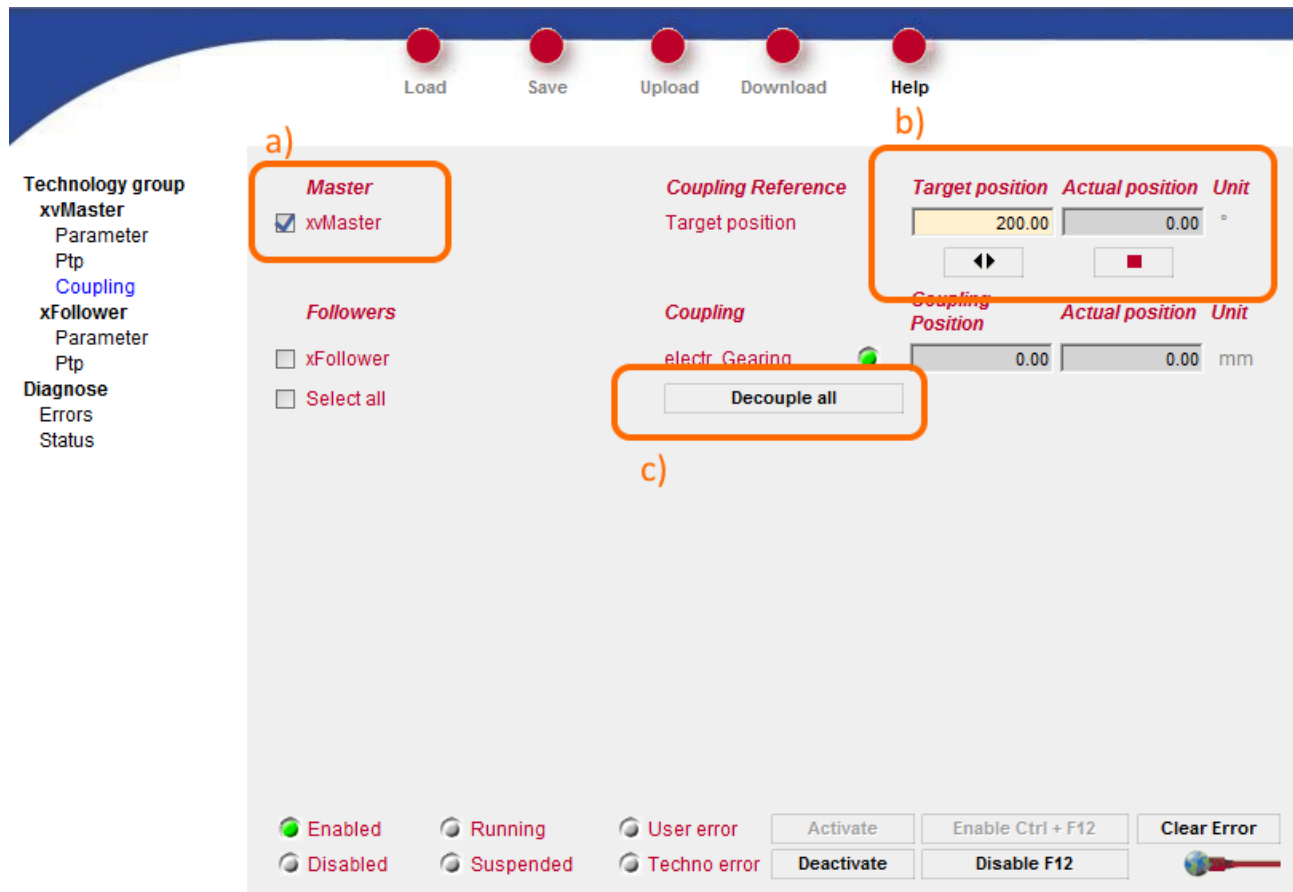 Load Save Upload Download Help
a)
b)
Technology group
xvMaster
Parameter
Ptp
Coupling
xFollower
Parameter
Ptp
Diagnose
Errors
Status
Master Coupling Reference Target position Actual position Unit
xvMaster Target position 200.00 0.00 °
Followers Coupling Coupling Position Actual position Unit
xFollower electr. Gearing 0.00 0.00 mm
Select all Decouple all
c)
Enabled Running User error Activate Enable Ctrl + F12 Clear Error
Disabled Suspended Techno error Deactivate Disable F12